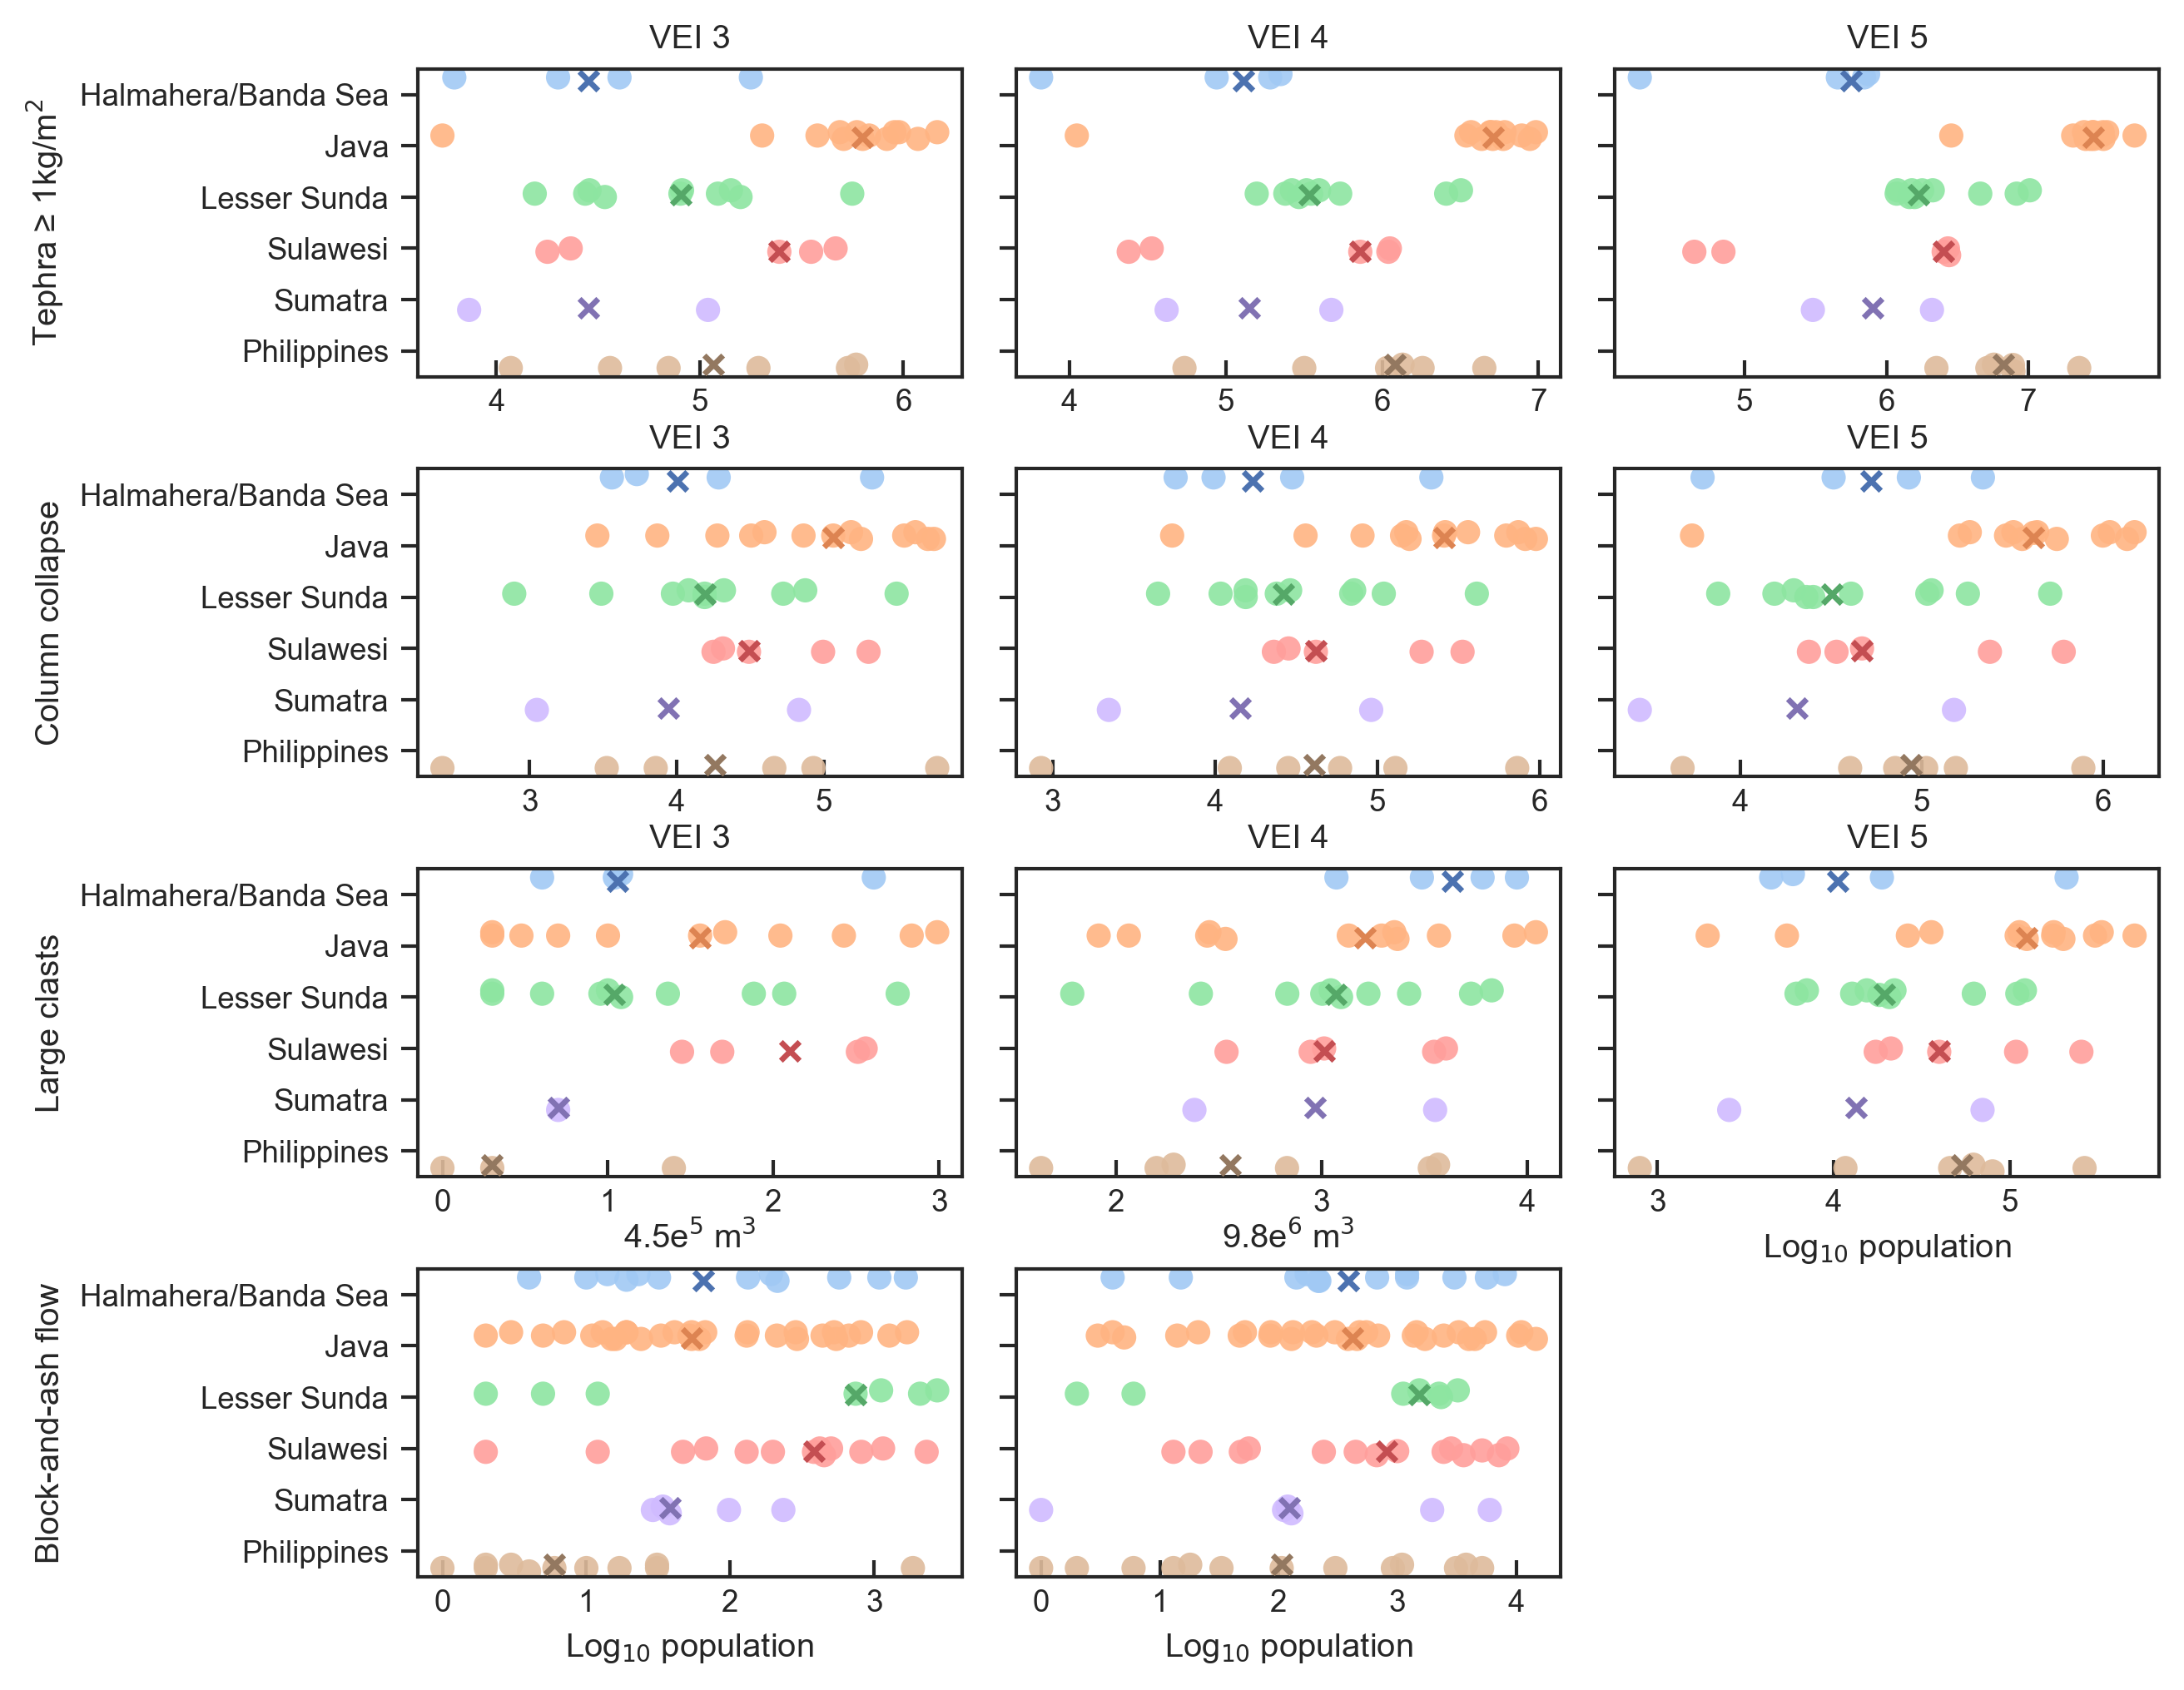 VEI 3 VEI 4 VEI 5
Tephra ≥ 1kg/m²
Halmahera/Banda Sea
Java
Lesser Sunda
Sulawesi
Sumatra
Philippines
4 5 6 4 5 6 7 5 6 7
VEI 3 VEI 4 VEI 5
Column collapse
Halmahera/Banda Sea
Java
Lesser Sunda
Sulawesi
Sumatra
Philippines
3 4 5 3 4 5 6 4 5 6
VEI 3 VEI 4 VEI 5
Large clasts
Halmahera/Banda Sea
Java
Lesser Sunda
Sulawesi
Sumatra
Philippines
0 1 2 3 2 3 4 3 4 5
Log₁₀ population
4.5e⁵ m³ 9.8e⁶ m³
Block-and-ash flow
Halmahera/Banda Sea
Java
Lesser Sunda
Sulawesi
Sumatra
Philippines
0 1 2 3 0 1 2 3 4
Log₁₀ population Log₁₀ population